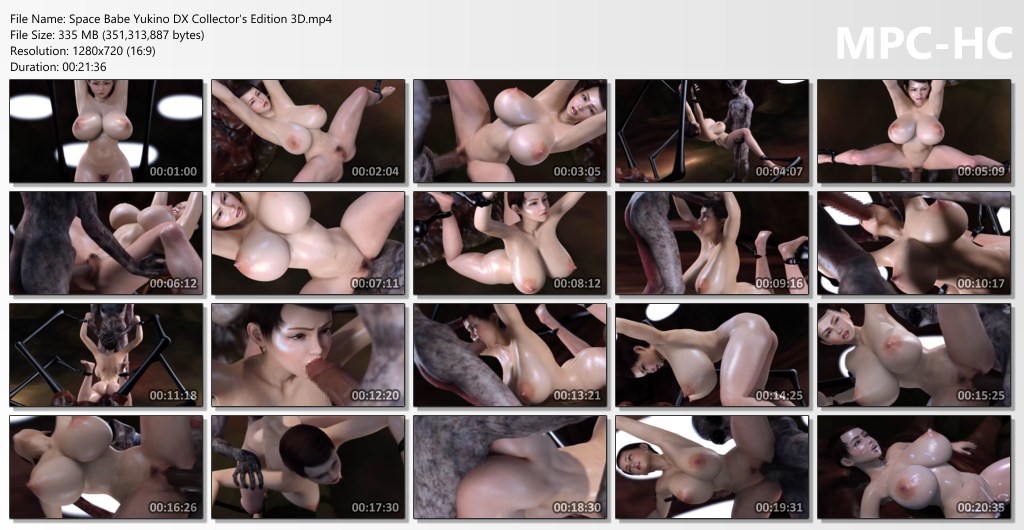 File Name: Space Babe Yukino DX Collector's Edition 3D.mp4
File Size: 335 MB (351,313,887 bytes)
Resolution: 1280x720 (16:9)
Duration: 00:21:36
MPC-HC
00:01:00 00:02:04 00:03:05 00:04:07 00:05:09
00:06:12 00:07:11 00:08:12 00:09:16 00:10:17
00:11:18 00:12:20 00:13:21 00:14:25 00:15:25
00:16:26 00:17:30 00:18:30 00:19:31 00:20:35